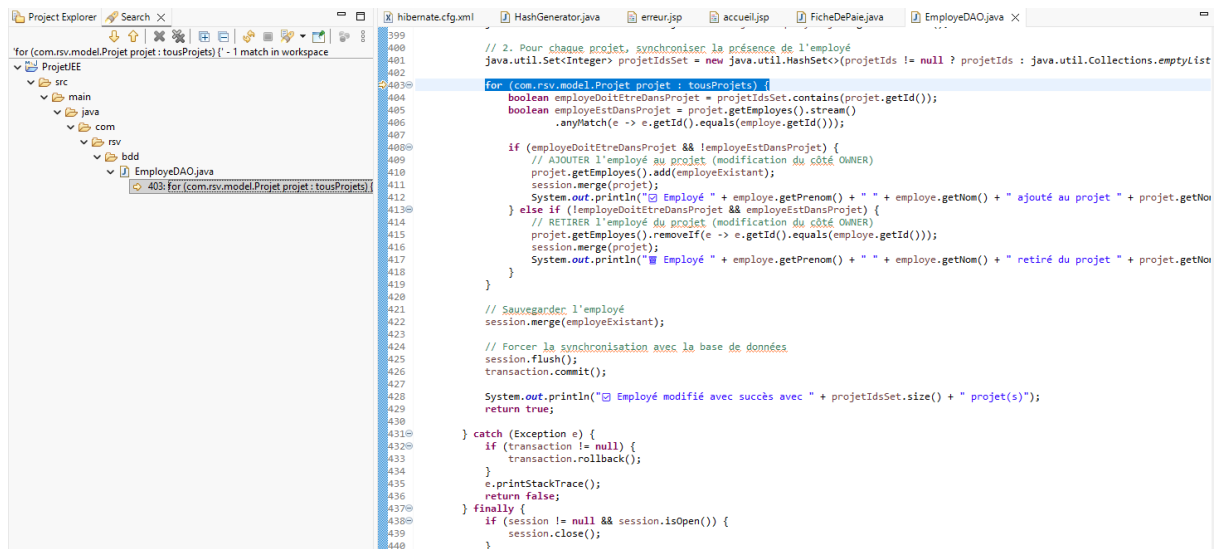 Project Explorer Search
'for (com.rsv.model.Projet projet : tousProjets) {' - 1 match in workspace
ProjetJEE
src
main
java
com
rsv
bdd
EmployeDAO.java
403: for (com.rsv.model.Projet projet : tousProjets) {
hibernate.cfg.xml HashGenerator.java erreur.jsp accueil.jsp FicheDePaie.java EmployeDAO.java
399
400 // 2. Pour chaque projet, synchroniser la présence de l'employé
401 java.util.Set<Integer> projetIdsSet = new java.util.HashSet<>(projetIds != null ? projetIds : java.util.Collections.emptyList
402
403 for (com.rsv.model.Projet projet : tousProjets) {
404 boolean employeDoitEtreDansProjet = projetIdsSet.contains(projet.getId());
405 boolean employeEstDansProjet = projet.getEmployes().stream()
406 .anyMatch(e -> e.getId().equals(employe.getId()));
407
408 if (employeDoitEtreDansProjet && !employeEstDansProjet) {
409 // AJOUTER l'employé au projet (modification du côté OWNER)
410 projet.getEmployes().add(employeExistant);
411 session.merge(projet);
412 System.out.println("☑ Employé " + employe.getPrenom() + " " + employe.getNom() + " ajouté au projet " + projet.getNom
413 } else if (!employeDoitEtreDansProjet && employeEstDansProjet) {
414 // RETIRER l'employé du projet (modification du côté OWNER)
415 projet.getEmployes().removeIf(e -> e.getId().equals(employe.getId()));
416 session.merge(projet);
417 System.out.println("🗑 Employé " + employe.getPrenom() + " " + employe.getNom() + " retiré du projet " + projet.getNom
418 }
419 }
420
421 // Sauvegarder l'employé
422 session.merge(employeExistant);
423
424 // Forcer la synchronisation avec la base de données
425 session.flush();
426 transaction.commit();
427
428 System.out.println("☑ Employé modifié avec succès avec " + projetIdsSet.size() + " projet(s)");
429 return true;
430
431 } catch (Exception e) {
432 if (transaction != null) {
433 transaction.rollback();
434 }
435 e.printStackTrace();
436 return false;
437 } finally {
438 if (session != null && session.isOpen()) {
439 session.close();
440 }